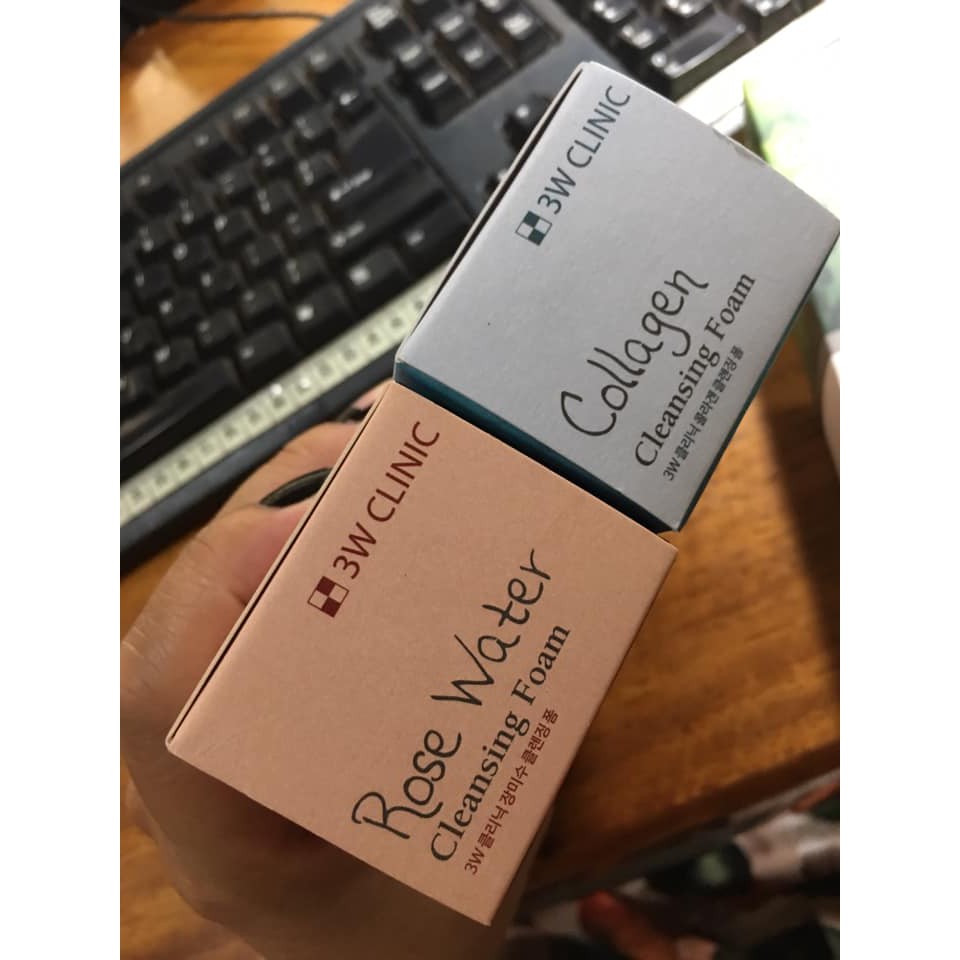 3W CLINIC
Collagen
Cleansing Foam
3W 클리닉 콜라겐 클렌징 폼
3W CLINIC
Rose Water
Cleansing Foam
3W 클리닉 장미수 클렌징 폼